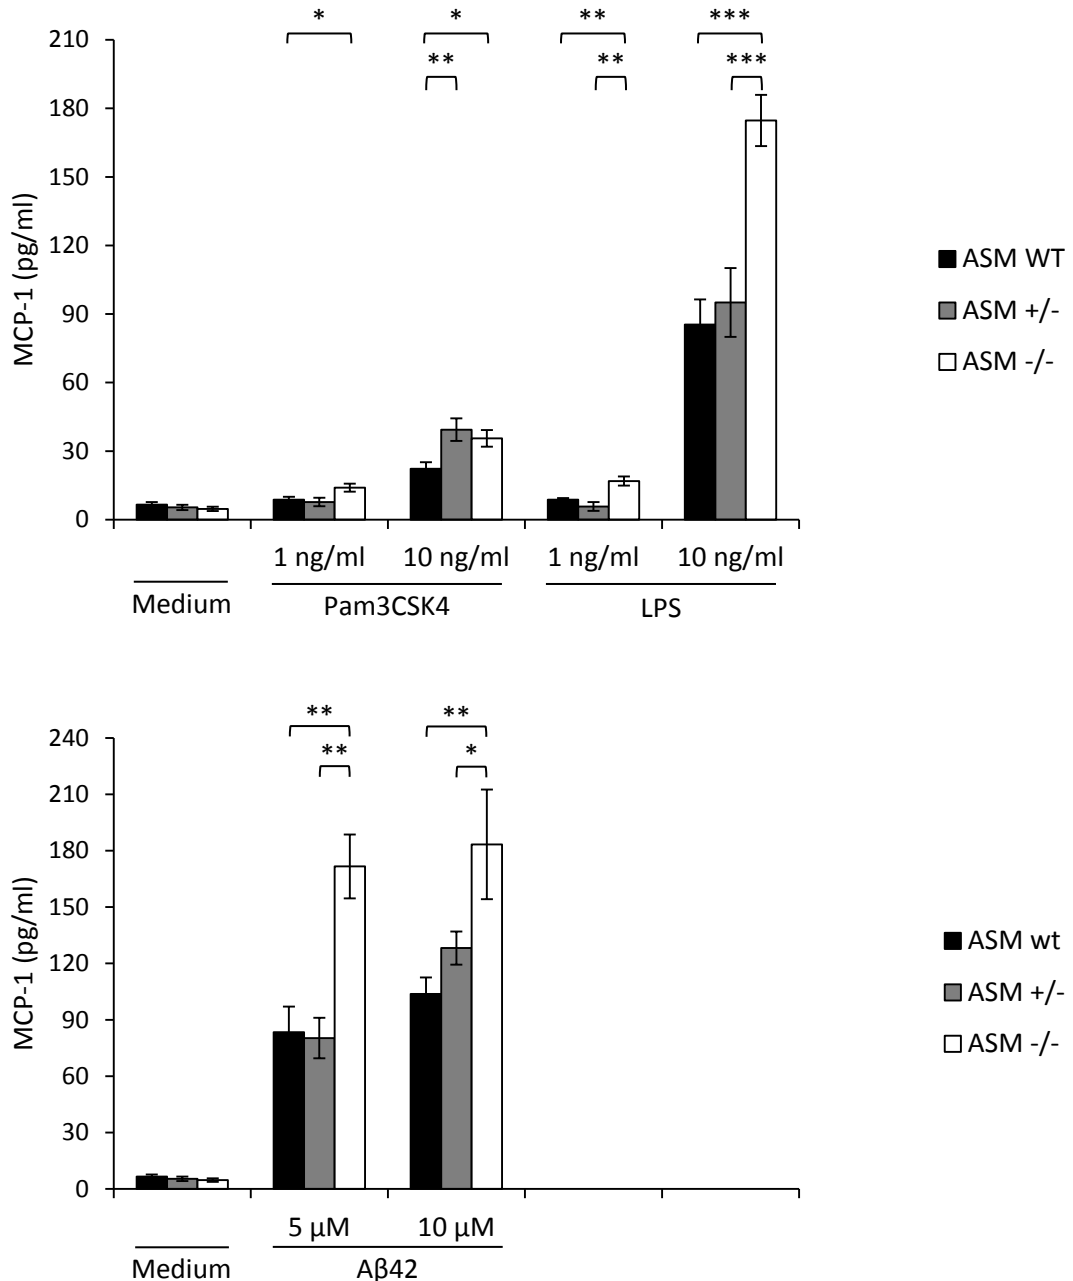 * * ** ***
** ** ***
210
180
150
120
90
60
30
0
MCP-1 (pg/ml)
ASM WT
ASM +/-
ASM -/-
1 ng/ml 10 ng/ml 1 ng/ml 10 ng/ml
Medium Pam3CSK4 LPS
** **
** *
240
210
180
150
120
90
60
30
0
MCP-1 (pg/ml)
ASM wt
ASM +/-
ASM -/-
5 μM 10 μM
Medium Aβ42